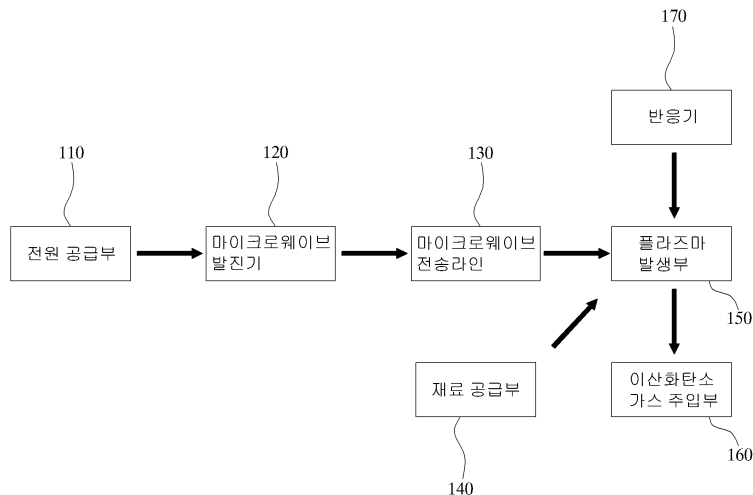 170
반응기
110
120
130
전원 공급부
마이크로웨이브
발진기
마이크로웨이브
전송라인
플라즈마
발생부
150
재료 공급부
이산화탄소
가스 주입부
140
160